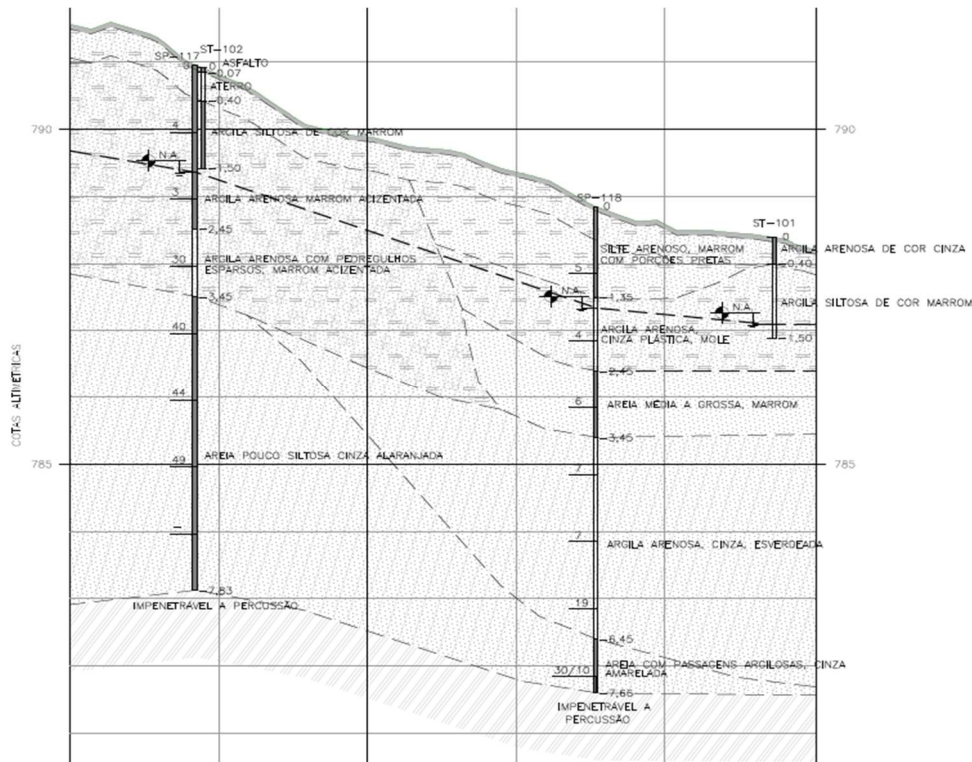 ST-102
SP-117
0
0
ASFALTO
-0,07
ATERRO
-0,40
790
4
ARGILA SILTOSA DE COR MARROM
790
N.A.
-1,50
3
ARGILA ARENOSA MARROM ACIZENTADA
SP-118
0
-2,45
ST-101
0
SILTE ARENOSO, MARROM
COM PORÇÕES PRETAS
ARGILA ARENOSA DE COR CINZA
30
ARGILA ARENOSA COM PEDREGULHOS
ESPARSOS, MARROM ACIZENTADA
5
-0,40
-3,45
N.A.
-1,35
N.A.
ARGILA SILTOSA DE COR MARROM
40
4
ARGILA ARENOSA,
CINZA PLÁSTICA, MOLE
-1,50
COTAS ALTIMÉTRICAS
-2,45
44
6
AREIA MÉDIA A GROSSA, MARROM
-3,45
785
49
AREIA POUCO SILTOSA CINZA ALARANJADA
7
785
-
7
ARGILA ARENOSA, CINZA, ESVERDEADA
-7,83
IMPENETRÁVEL A PERCUSSÃO
19
-6,45
30/10
AREIA COM PASSAGENS ARGILOSAS, CINZA
AMARELADA
-7,66
IMPENETRÁVEL A
PERCUSSÃO